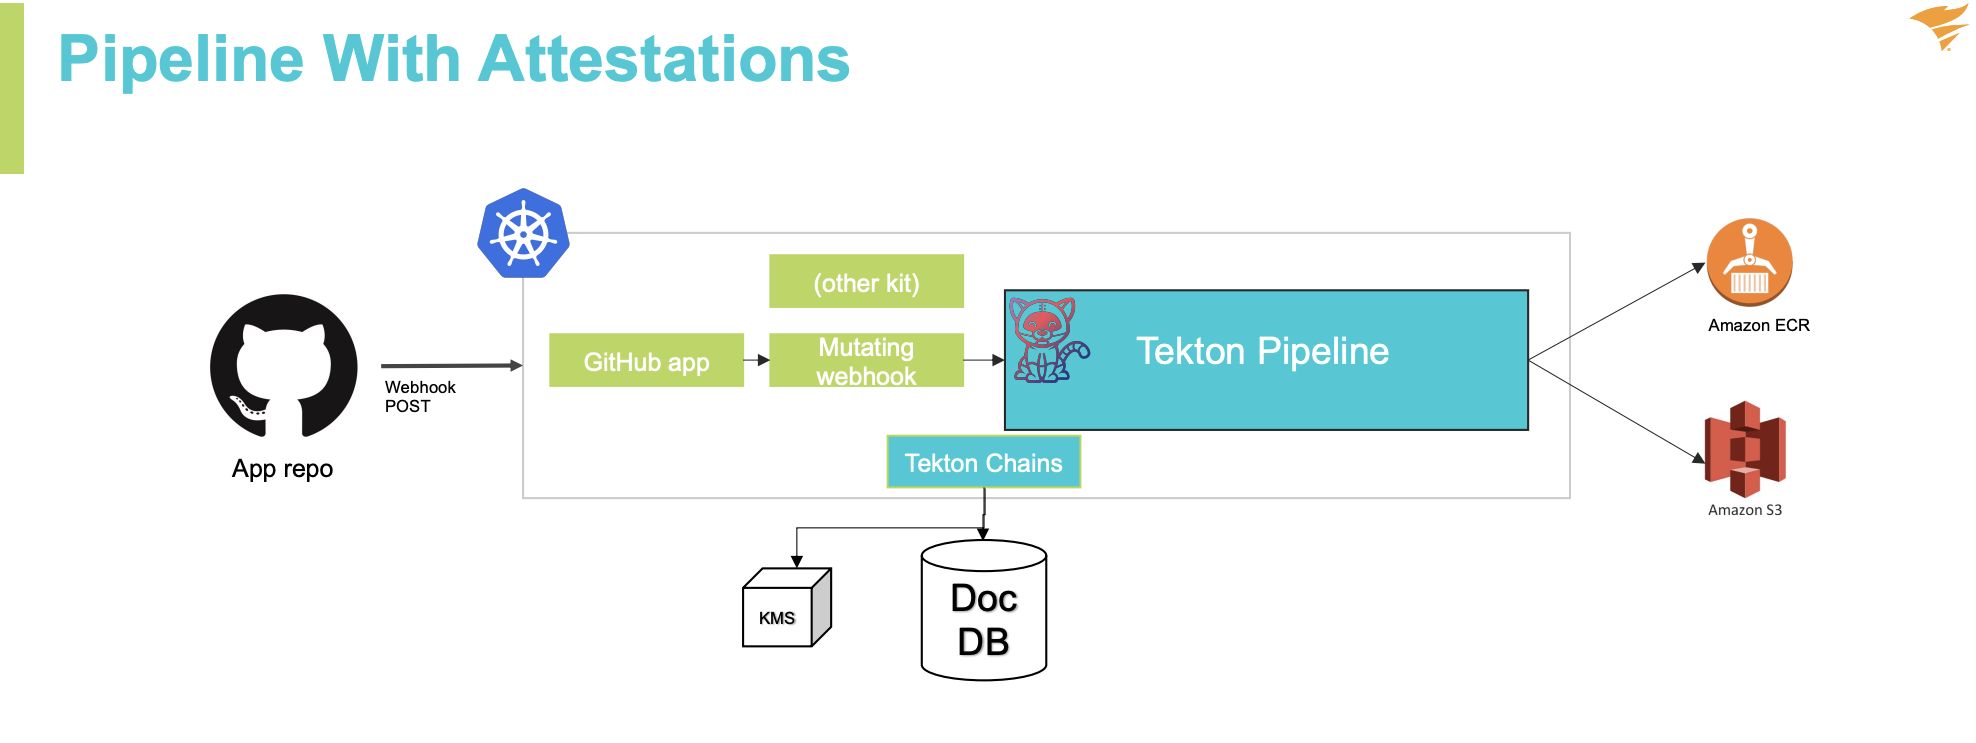 Pipeline With Attestations
App repo
Webhook
POST
GitHub app
(other kit)
Mutating
webhook
Tekton Pipeline
Tekton Chains
KMS
Doc
DB
Amazon ECR
Amazon S3